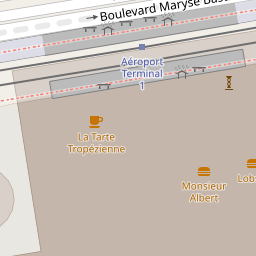 Boulevard Maryse Bas
Aéroport
Terminal
1
La Tarte
Tropézienne
Monsieur
Albert
Lob